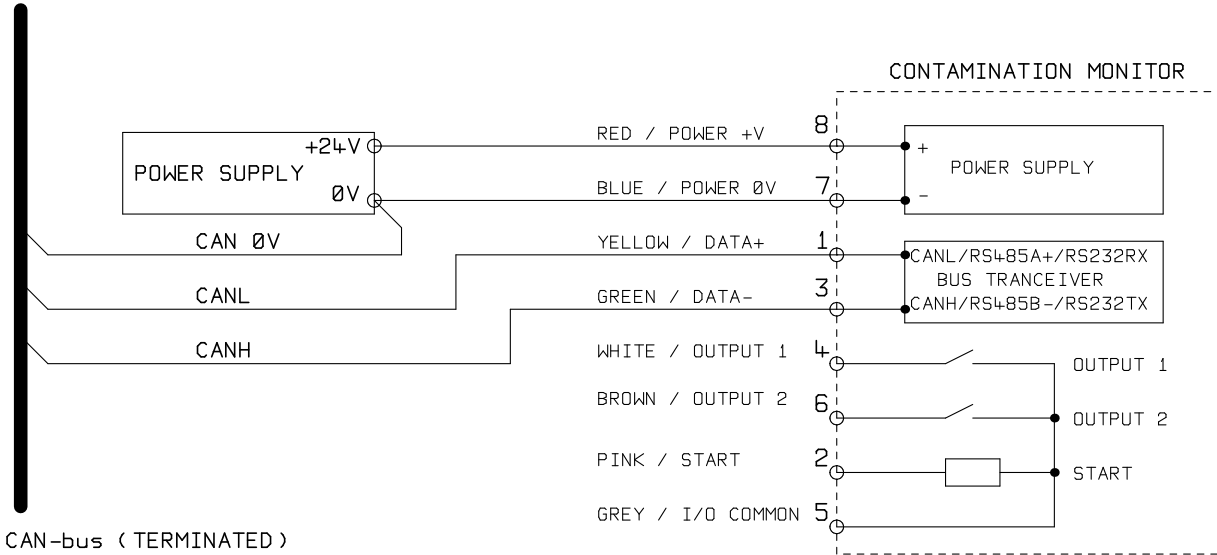 CONTAMINATION MONITOR
+24V
POWER SUPPLY
0V
RED / POWER +V
8
+
POWER SUPPLY
BLUE / POWER 0V
7
-
CAN 0V
YELLOW / DATA+
1
CANL/RS485A+/RS232RX
BUS TRANCEIVER
CANL
GREEN / DATA-
3
CANH/RS485B-/RS232TX
CANH
WHITE / OUTPUT 1
4
OUTPUT 1
BROWN / OUTPUT 2
6
OUTPUT 2
PINK / START
2
START
GREY / I/O COMMON
5
CAN-bus (TERMINATED)